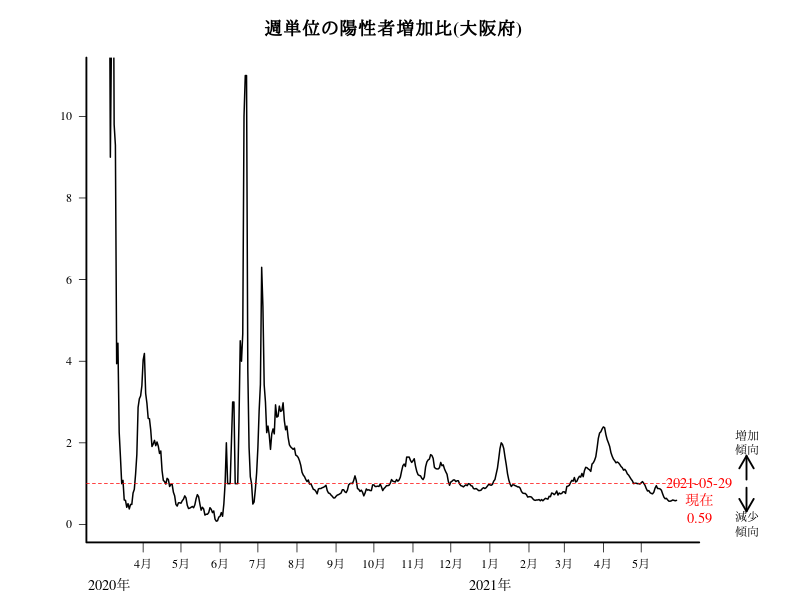 週単位の陽性者増加比(大阪府)
10
8
6
4
2
0
増加
傾向
2021-05-29
現在
0.59
減少
傾向
4月 5月 6月 7月 8月 9月 10月 11月 12月 1月 2月 3月 4月 5月
2020年 2021年